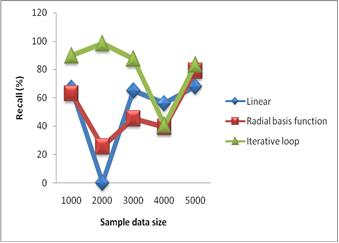 120
100
80
60
40
20
0
Recall (%)
1000 2000 3000 4000 5000
Sample data size
Linear
Radial basis function
Iterative loop